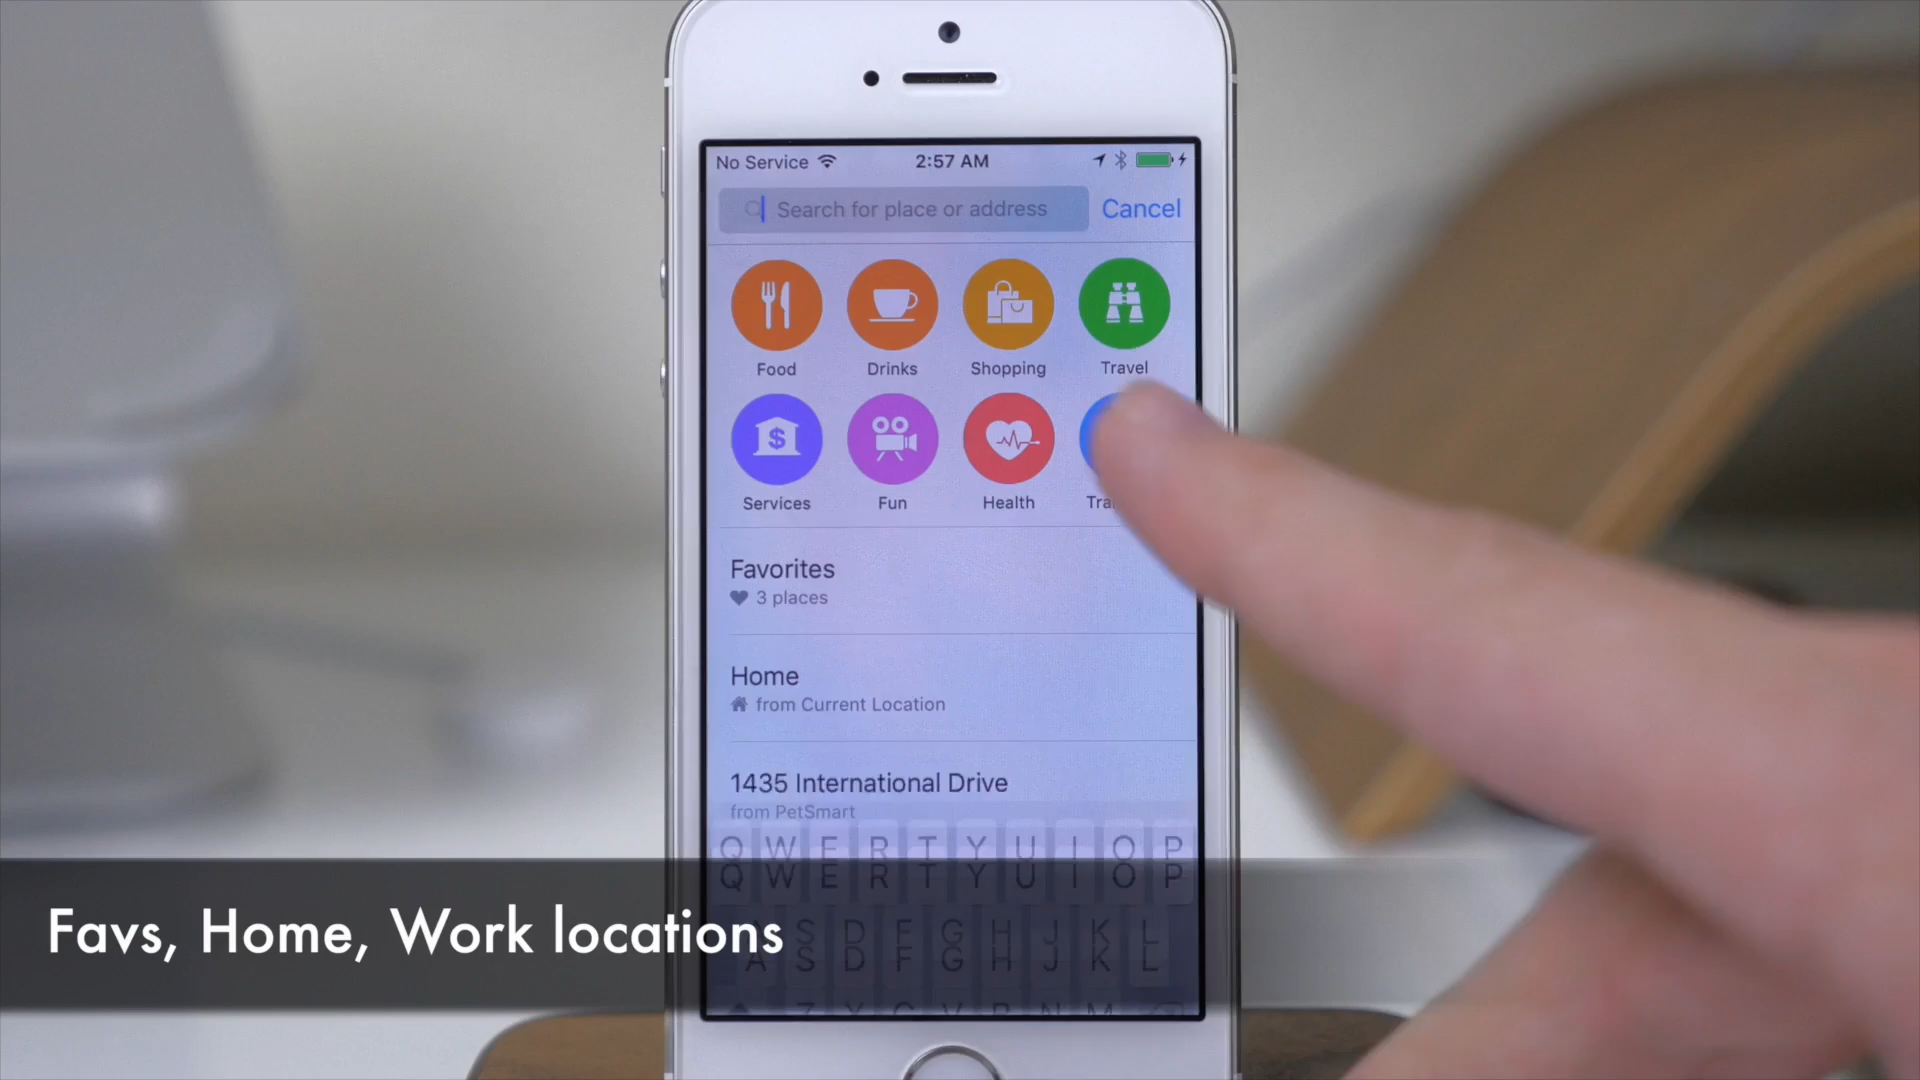 No Service 2:57 AM
Search for place or address Cancel
Food Drinks Shopping Travel
Services Fun Health
Favorites
3 places
Home
from Current Location
1435 International Drive
from PetSmart
Q W E R T Y U I O P
A S D F G H J K L
Favs, Home, Work locations